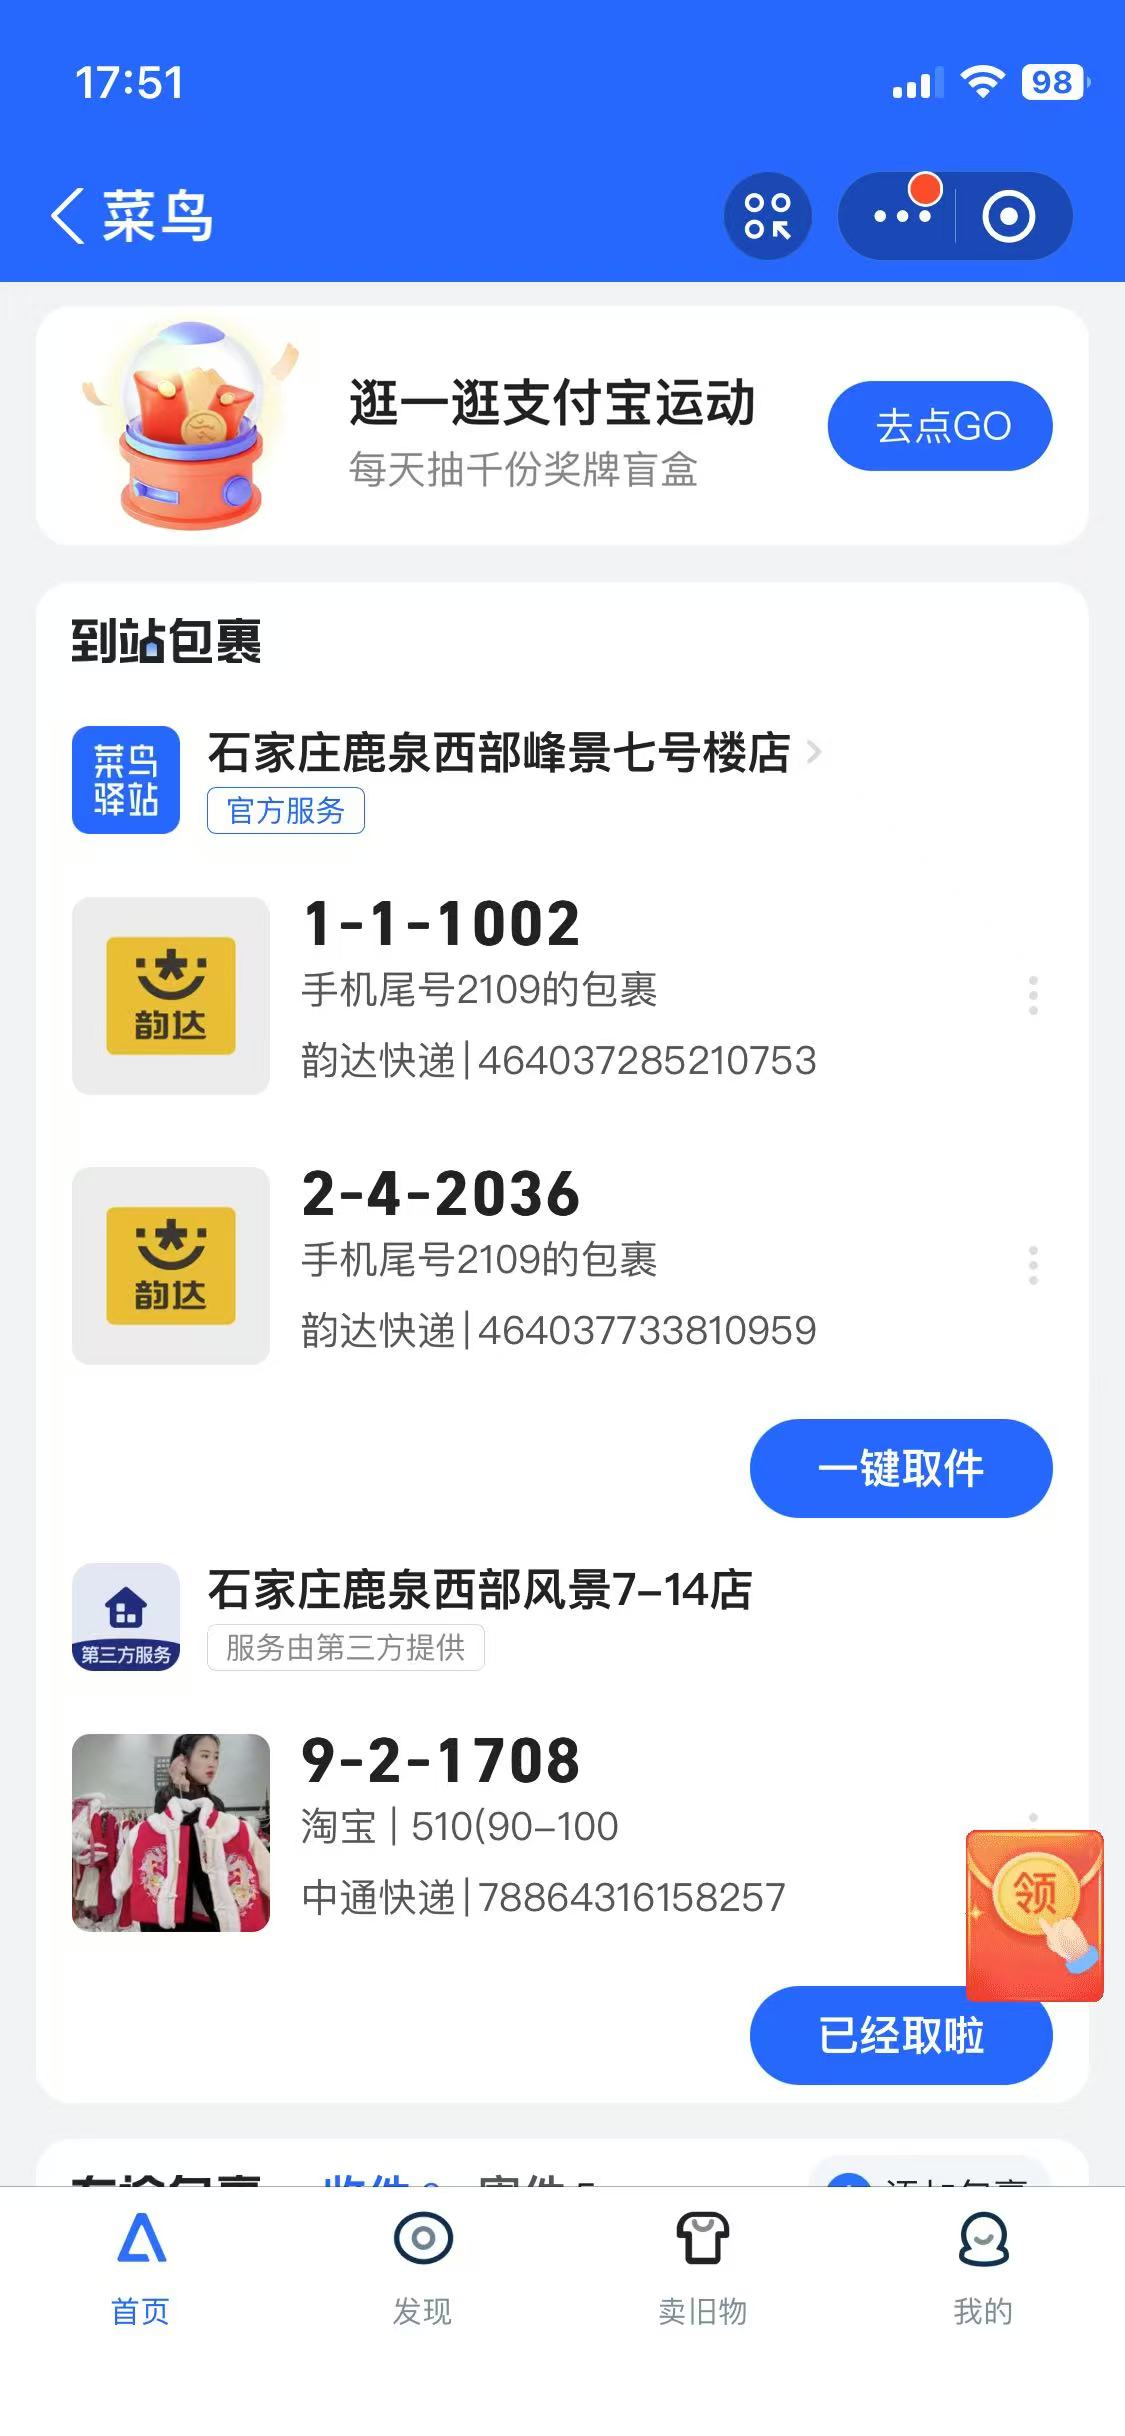 17:51
98
菜鸟
逛一逛支付宝运动
每天抽千份奖牌盲盒
去点GO
到站包裹
菜鸟
驿站
石家庄鹿泉西部峰景七号楼店
官方服务
1-1-1002
韵达
手机尾号2109的包裹
韵达快递|464037285210753
2-4-2036
韵达
手机尾号2109的包裹
韵达快递|464037733810959
一键取件
石家庄鹿泉西部风景7-14店
第三方服务
服务由第三方提供
9-2-1708
淘宝 | 510(90-100
中通快递|78864316158257
领
已经取啦
首页
发现
卖旧物
我的